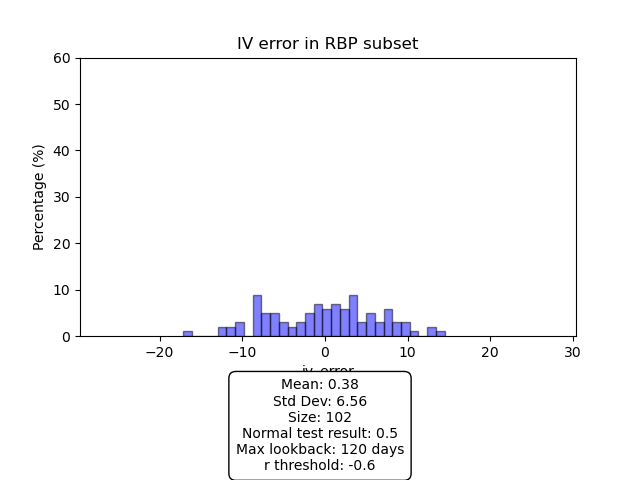 IV error in RBP subset
60
50
40
30
20
10
0
Percentage (%)
−20
−10
0
10
20
30
iv_error
Mean: 0.38
Std Dev: 6.56
Size: 102
Normal test result: 0.5
Max lookback: 120 days
r threshold: -0.6